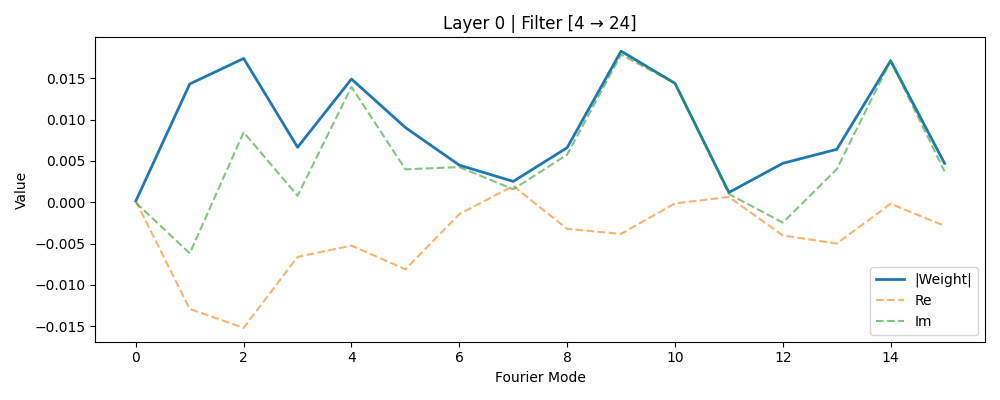 Layer 0 | Filter [4 → 24]
Value
0.015
0.010
0.005
0.000
−0.005
−0.010
−0.015
0 2 4 6 8 10 12 14
Fourier Mode
|Weight|
Re
Im